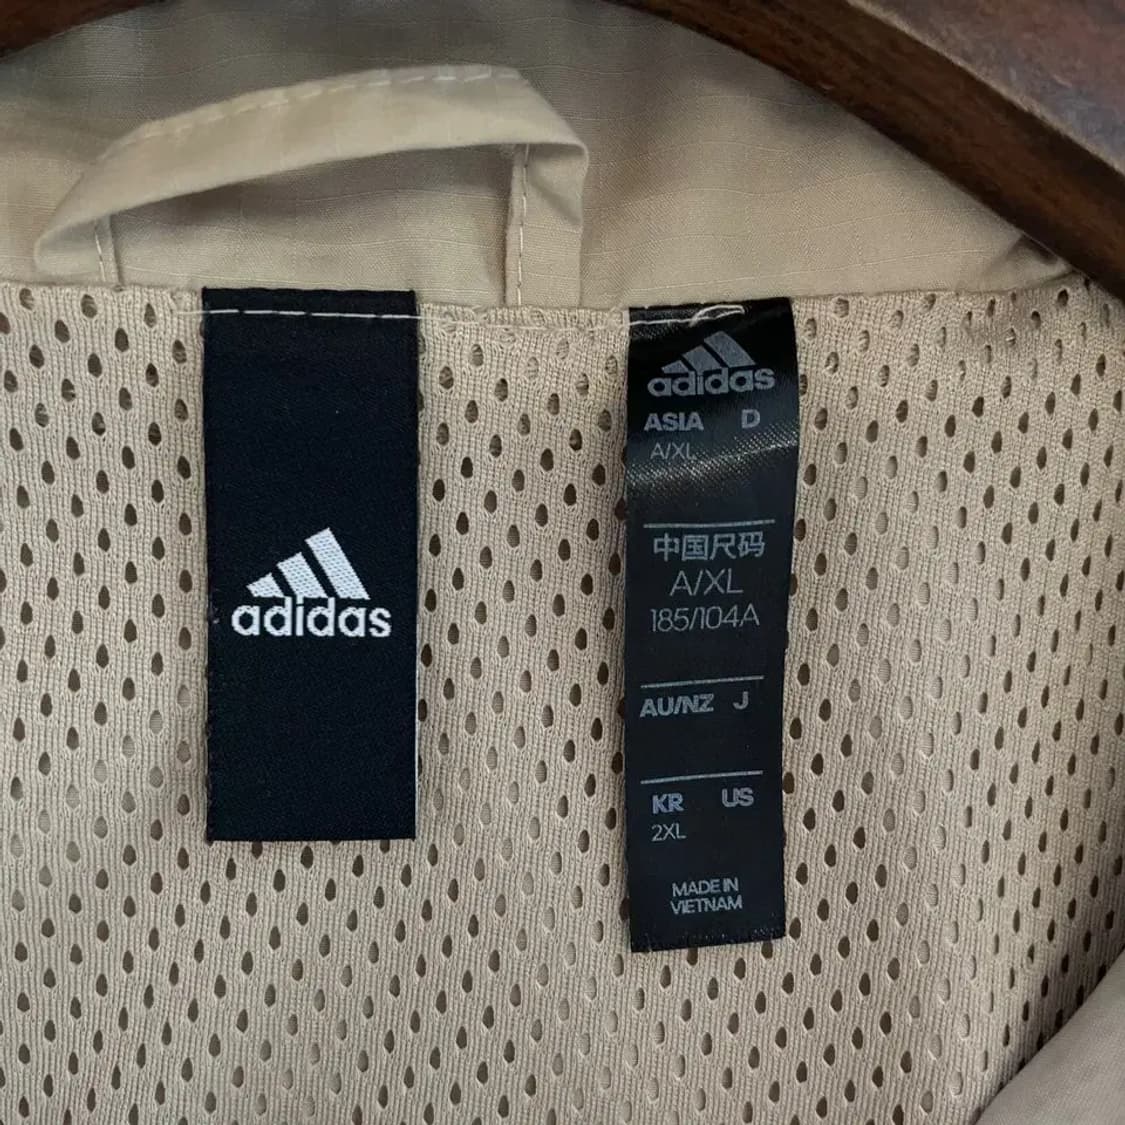 adidas
adidas
ASIA D
A/XL
中国尺码
A/XL
185/104A
AU/NZ J
KR US
2XL
MADE IN
VIETNAM